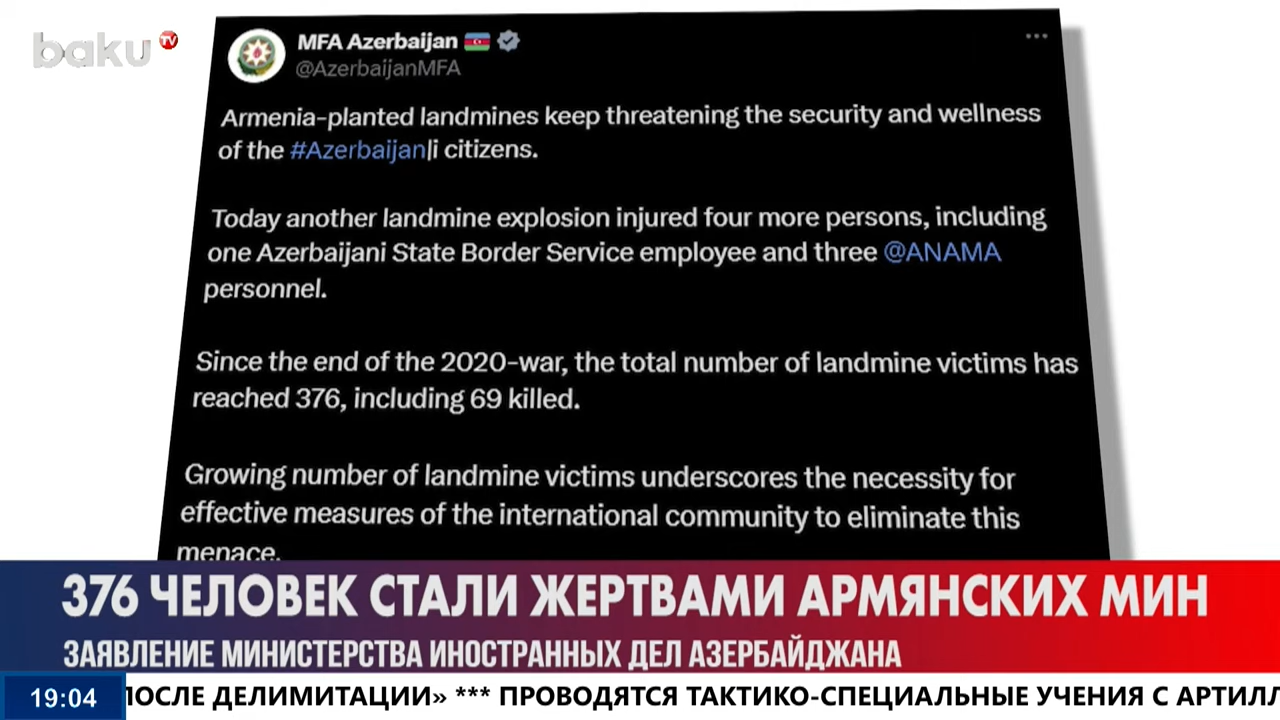 baku TV
MFA Azerbaijan
@AzerbaijanMFA
Armenia-planted landmines keep threatening the security and wellness
of the #Azerbaijan|i citizens.
Today another landmine explosion injured four more persons, including
one Azerbaijani State Border Service employee and three @ANAMA
personnel.
Since the end of the 2020-war, the total number of landmine victims has
reached 376, including 69 killed.
Growing number of landmine victims underscores the necessity for
effective measures of the international community to eliminate this
menace.
376 ЧЕЛОВЕК СТАЛИ ЖЕРТВАМИ АРМЯНСКИХ МИН
ЗАЯВЛЕНИЕ МИНИСТЕРСТВА ИНОСТРАННЫХ ДЕЛ АЗЕРБАЙДЖАНА
19:04 ПОСЛЕ ДЕЛИМИТАЦИИ» *** ПРОВОДЯТСЯ ТАКТИКО-СПЕЦИАЛЬНЫЕ УЧЕНИЯ С АРТИЛЛ